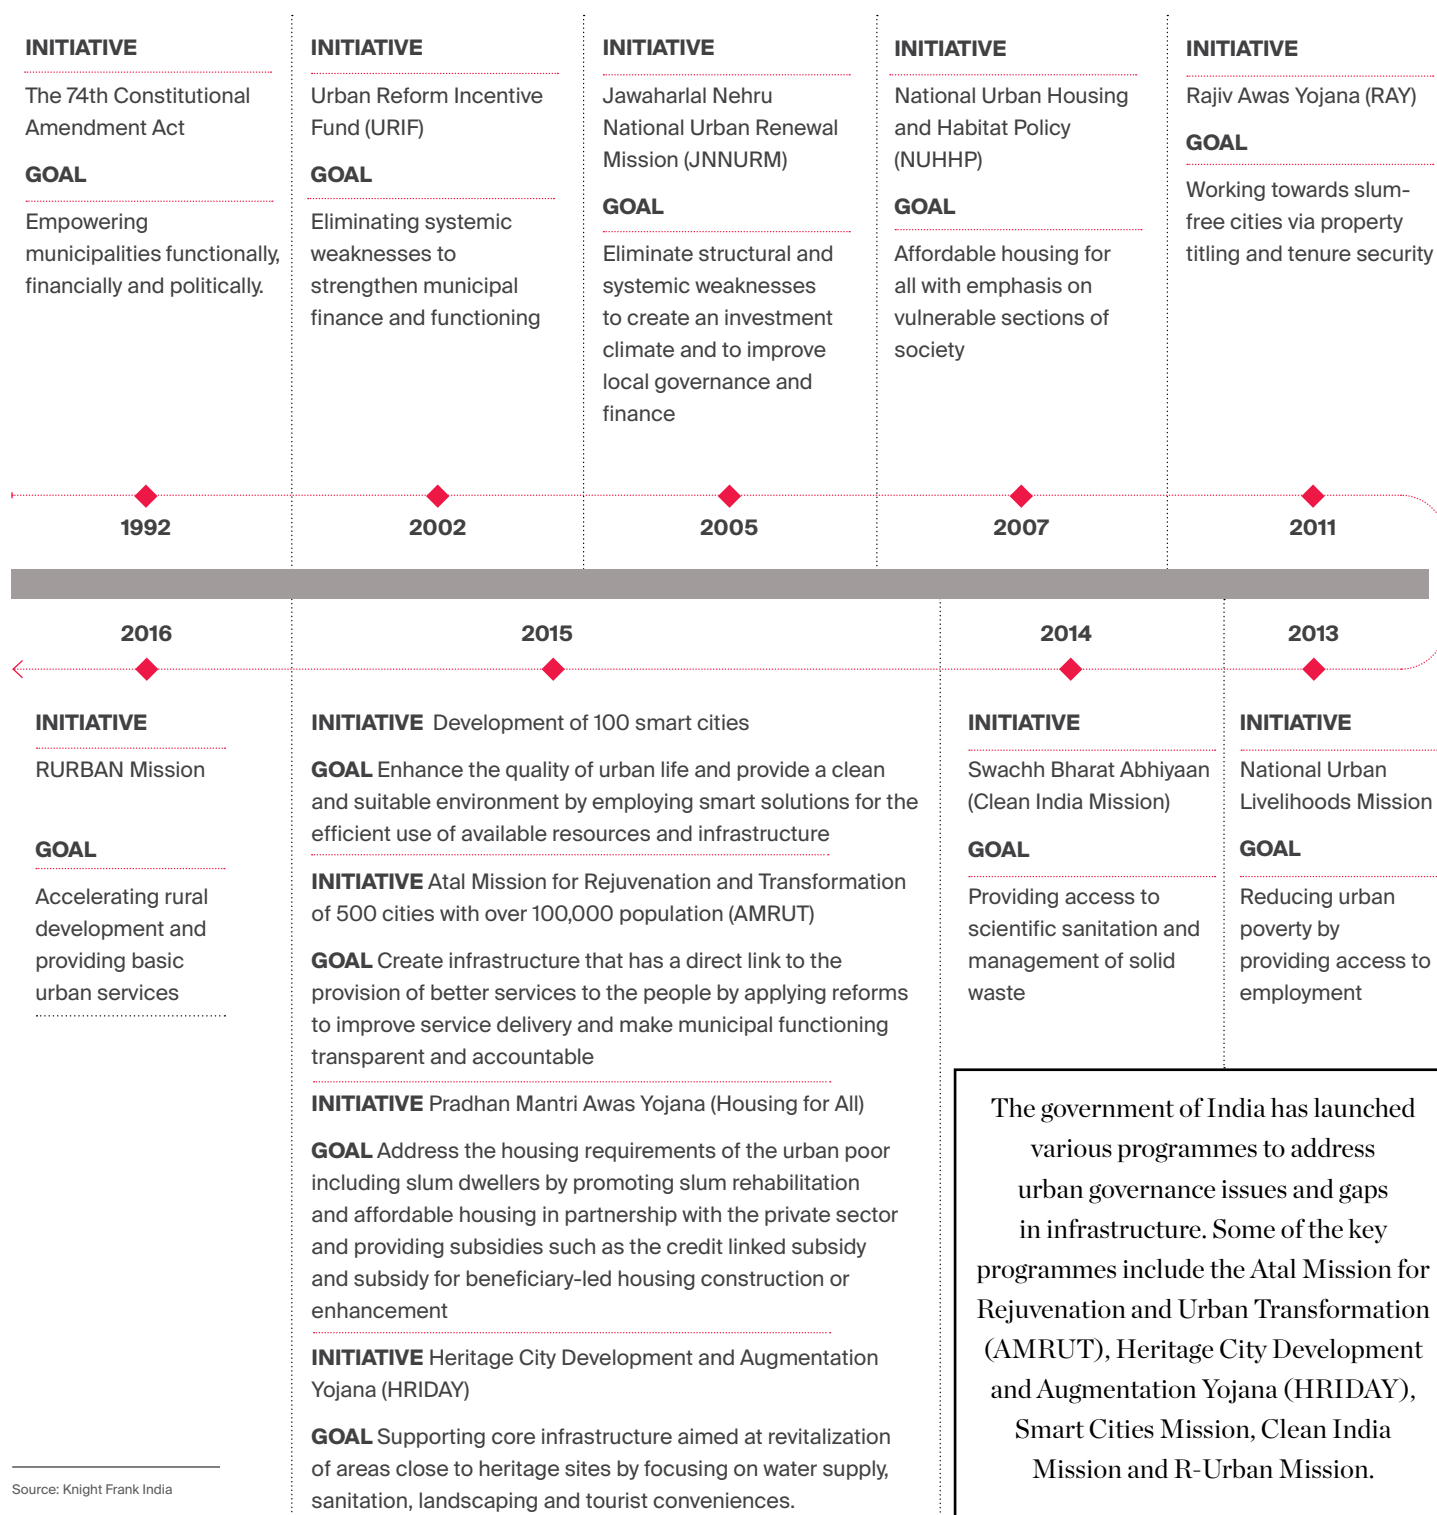 INITIATIVE
The 74th Constitutional
Amendment Act
GOAL
Empowering
municipalities functionally,
financially and politically.
INITIATIVE
Urban Reform Incentive
Fund (URIF)
GOAL
Eliminating systemic
weaknesses to
strengthen municipal
finance and functioning
INITIATIVE
Jawaharlal Nehru
National Urban Renewal
Mission (JNNURM)
GOAL
Eliminate structural and
systemic weaknesses
to create an investment
climate and to improve
local governance and
finance
INITIATIVE
National Urban Housing
and Habitat Policy
(NUHHP)
GOAL
Affordable housing for
all with emphasis on
vulnerable sections of
society
INITIATIVE
Rajiv Awas Yojana (RAY)
GOAL
Working towards slum-
free cities via property
titling and tenure security
1992
2002
2005
2007
2011
2016
2015
2014
2013
INITIATIVE
RURBAN Mission
GOAL
Accelerating rural
development and
providing basic
urban services
INITIATIVE Development of 100 smart cities
GOAL Enhance the quality of urban life and provide a clean
and suitable environment by employing smart solutions for the
efficient use of available resources and infrastructure
INITIATIVE Atal Mission for Rejuvenation and Transformation
of 500 cities with over 100,000 population (AMRUT)
GOAL Create infrastructure that has a direct link to the
provision of better services to the people by applying reforms
to improve service delivery and make municipal functioning
transparent and accountable
INITIATIVE Pradhan Mantri Awas Yojana (Housing for All)
GOAL Address the housing requirements of the urban poor
including slum dwellers by promoting slum rehabilitation
and affordable housing in partnership with the private sector
and providing subsidies such as the credit linked subsidy
and subsidy for beneficiary-led housing construction or
enhancement
INITIATIVE Heritage City Development and Augmentation
Yojana (HRIDAY)
GOAL Supporting core infrastructure aimed at revitalization
of areas close to heritage sites by focusing on water supply,
sanitation, landscaping and tourist conveniences.
INITIATIVE
Swachh Bharat Abhiyaan
(Clean India Mission)
GOAL
Providing access to
scientific sanitation and
management of solid
waste
INITIATIVE
National Urban
Livelihoods Mission
GOAL
Reducing urban
poverty by
providing access to
employment
The government of India has launched
various programmes to address
urban governance issues and gaps
in infrastructure. Some of the key
programmes include the Atal Mission for
Rejuvenation and Urban Transformation
(AMRUT), Heritage City Development
and Augmentation Yojana (HRIDAY),
Smart Cities Mission, Clean India
Mission and R-Urban Mission.
Source: Knight Frank India